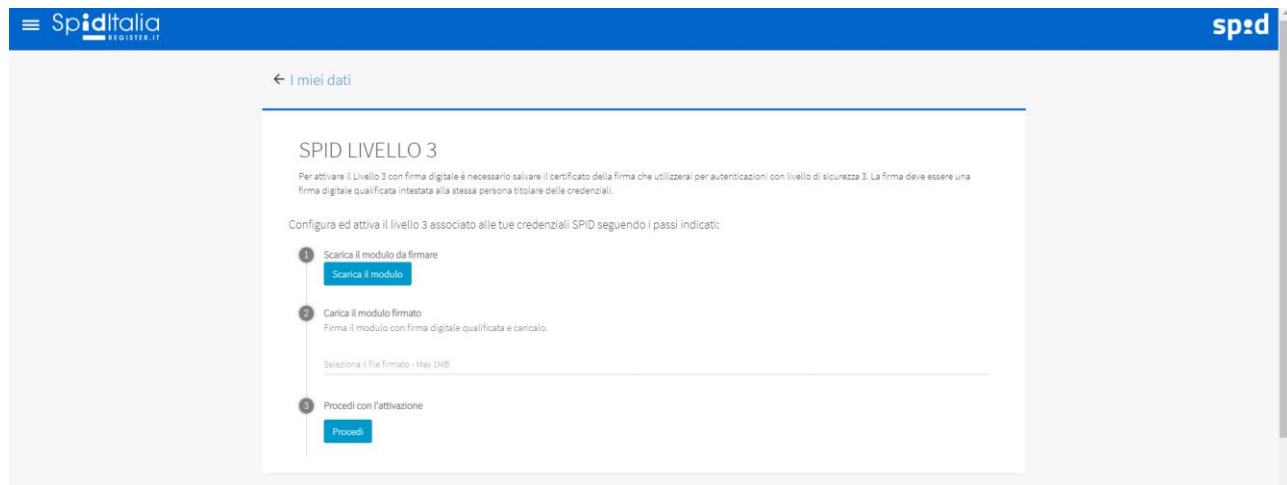 SpidItalia
REGISTER.IT
sp:d
← I miei dati
SPID LIVELLO 3
Per attivare il Livello 3 con firma digitale è necessario salvare il certificato della firma che utilizzerai per autenticazioni con livello di sicurezza 3. La firma deve essere una
firma digitale qualificata intestata alla stessa persona titolare delle credenziali.
Configura ed attiva il livello 3 associato alle tue credenziali SPID seguendo i passi indicati:
1 Scarica il modulo da firmare
Scarica il modulo
2 Carica il modulo firmato
Firma il modulo con firma digitale qualificata e caricalo.
Seleziona il file firmato - Max 1MB
3 Procedi con l'attivazione
Procedi